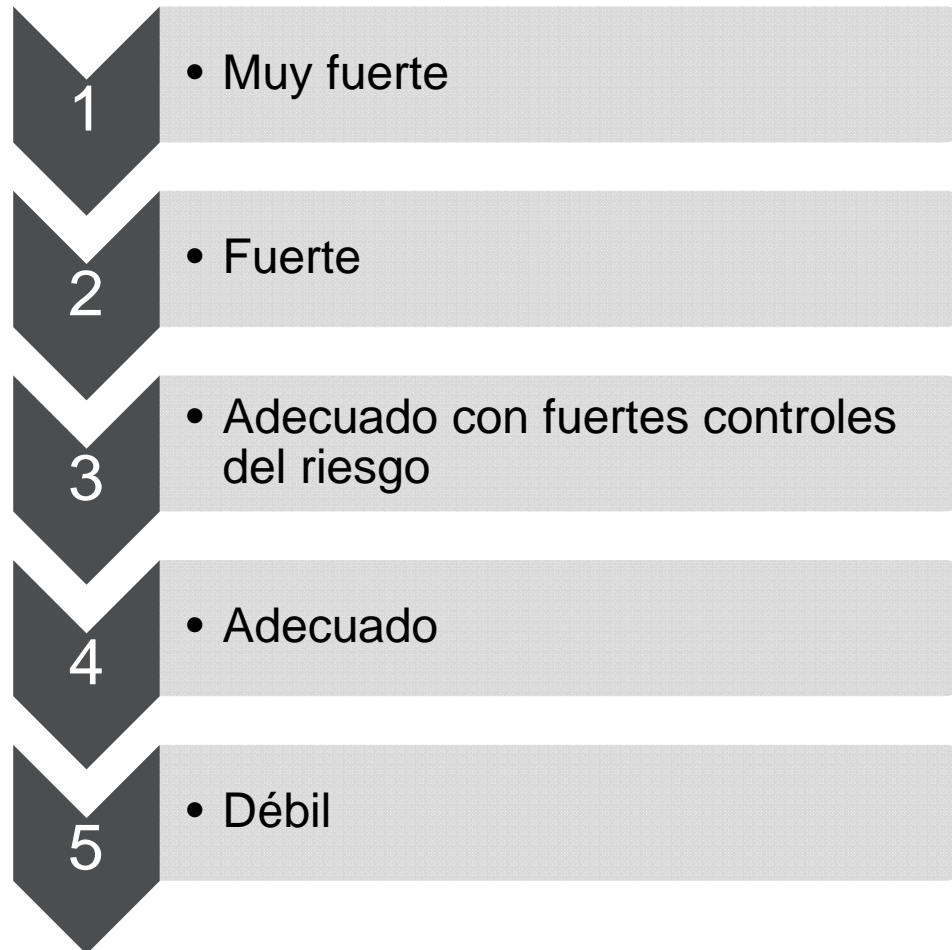 1
• Muy fuerte
2
• Fuerte
3
• Adecuado con fuertes controles
del riesgo
4
• Adecuado
5
• Débil